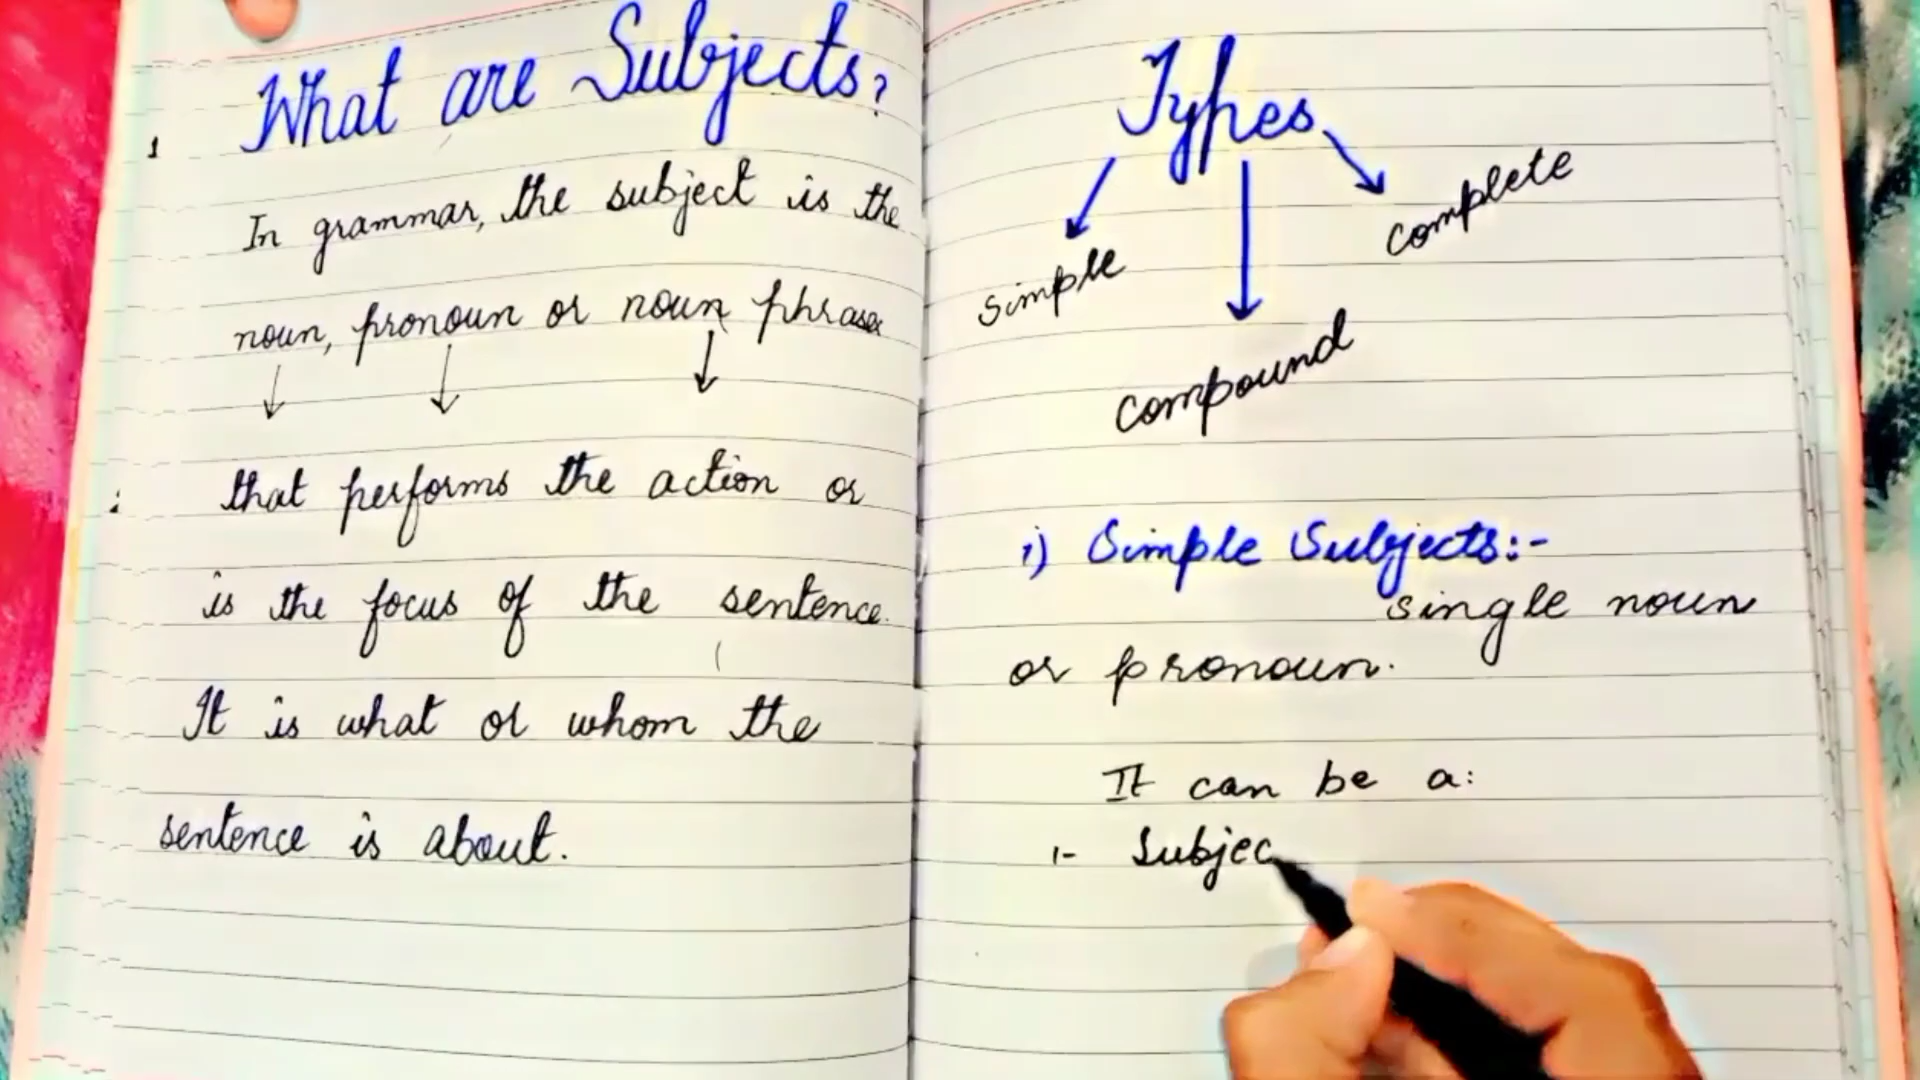 What are Subjects?
1
In grammar, the subject is the
noun, pronoun or noun phrase
that performs the action or
is the focus of the sentence.
It is what or whom the
sentence is about.
Types
simple
complete
compound
i) Simple Subjects:-
single noun
or pronoun.
It can be a:
1- Subjec